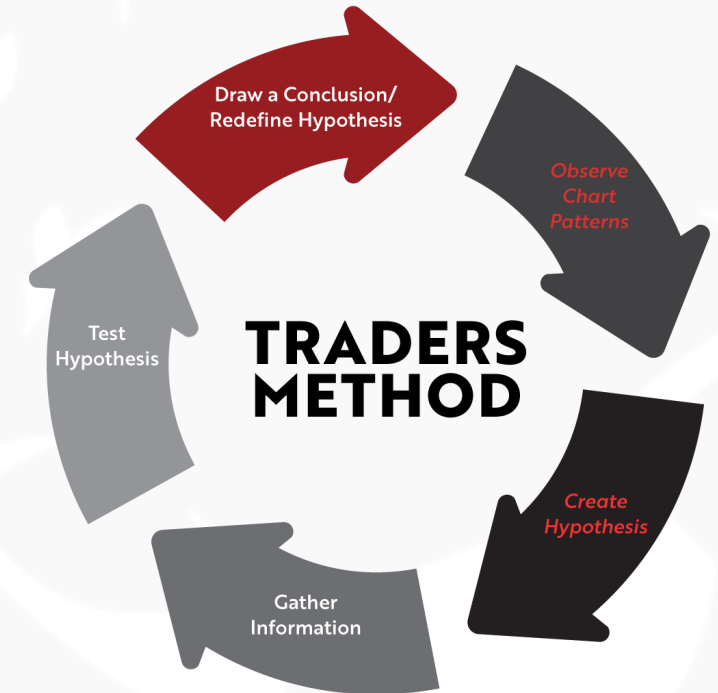 Draw a Conclusion/
Redefine Hypothesis
Observe
Chart
Patterns
Create
Hypothesis
Gather
Information
Test
Hypothesis
TRADERS
METHOD